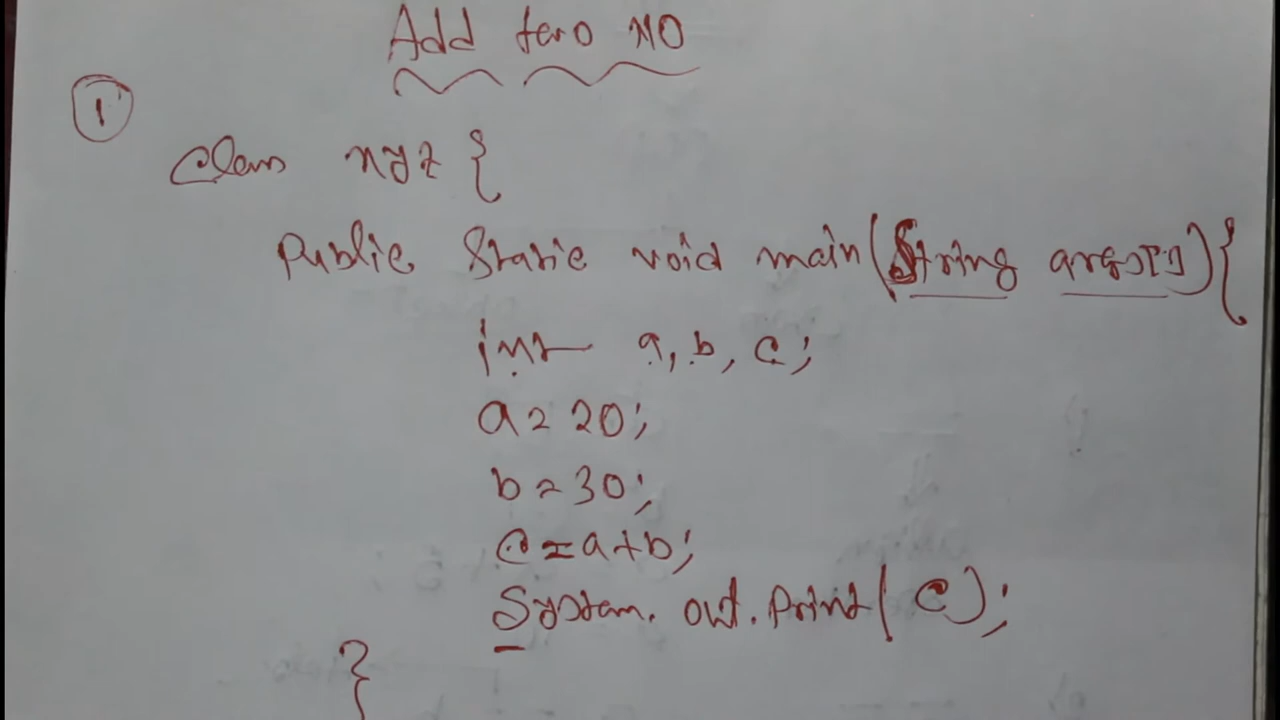 Add two NO
1
Class xyz {
Public Static void main(String args[]){
int a, b, c;
a = 20;
b = 30;
c = a+b;
System. out. Print( c);
}